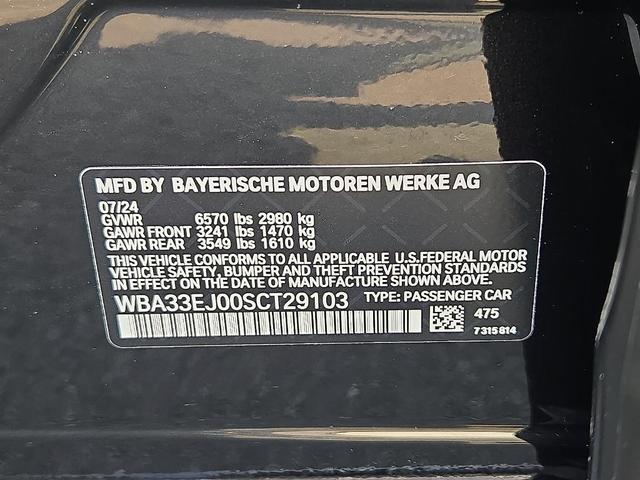 MFD BY BAYERISCHE MOTOREN WERKE AG
07/24
GVWR 6570 lbs 2980 kg
GAWR FRONT 3241 lbs 1470 kg
GAWR REAR 3549 lbs 1610 kg
THIS VEHICLE CONFORMS TO ALL APPLICABLE U.S.FEDERAL MOTOR
VEHICLE SAFETY, BUMPER, AND THEFT PREVENTION STANDARDS
IN EFFECT ON THE DATE OF MANUFACTURE SHOWN ABOVE.
WBA33EJ00SCT29103 TYPE: PASSENGER CAR
475
7315814